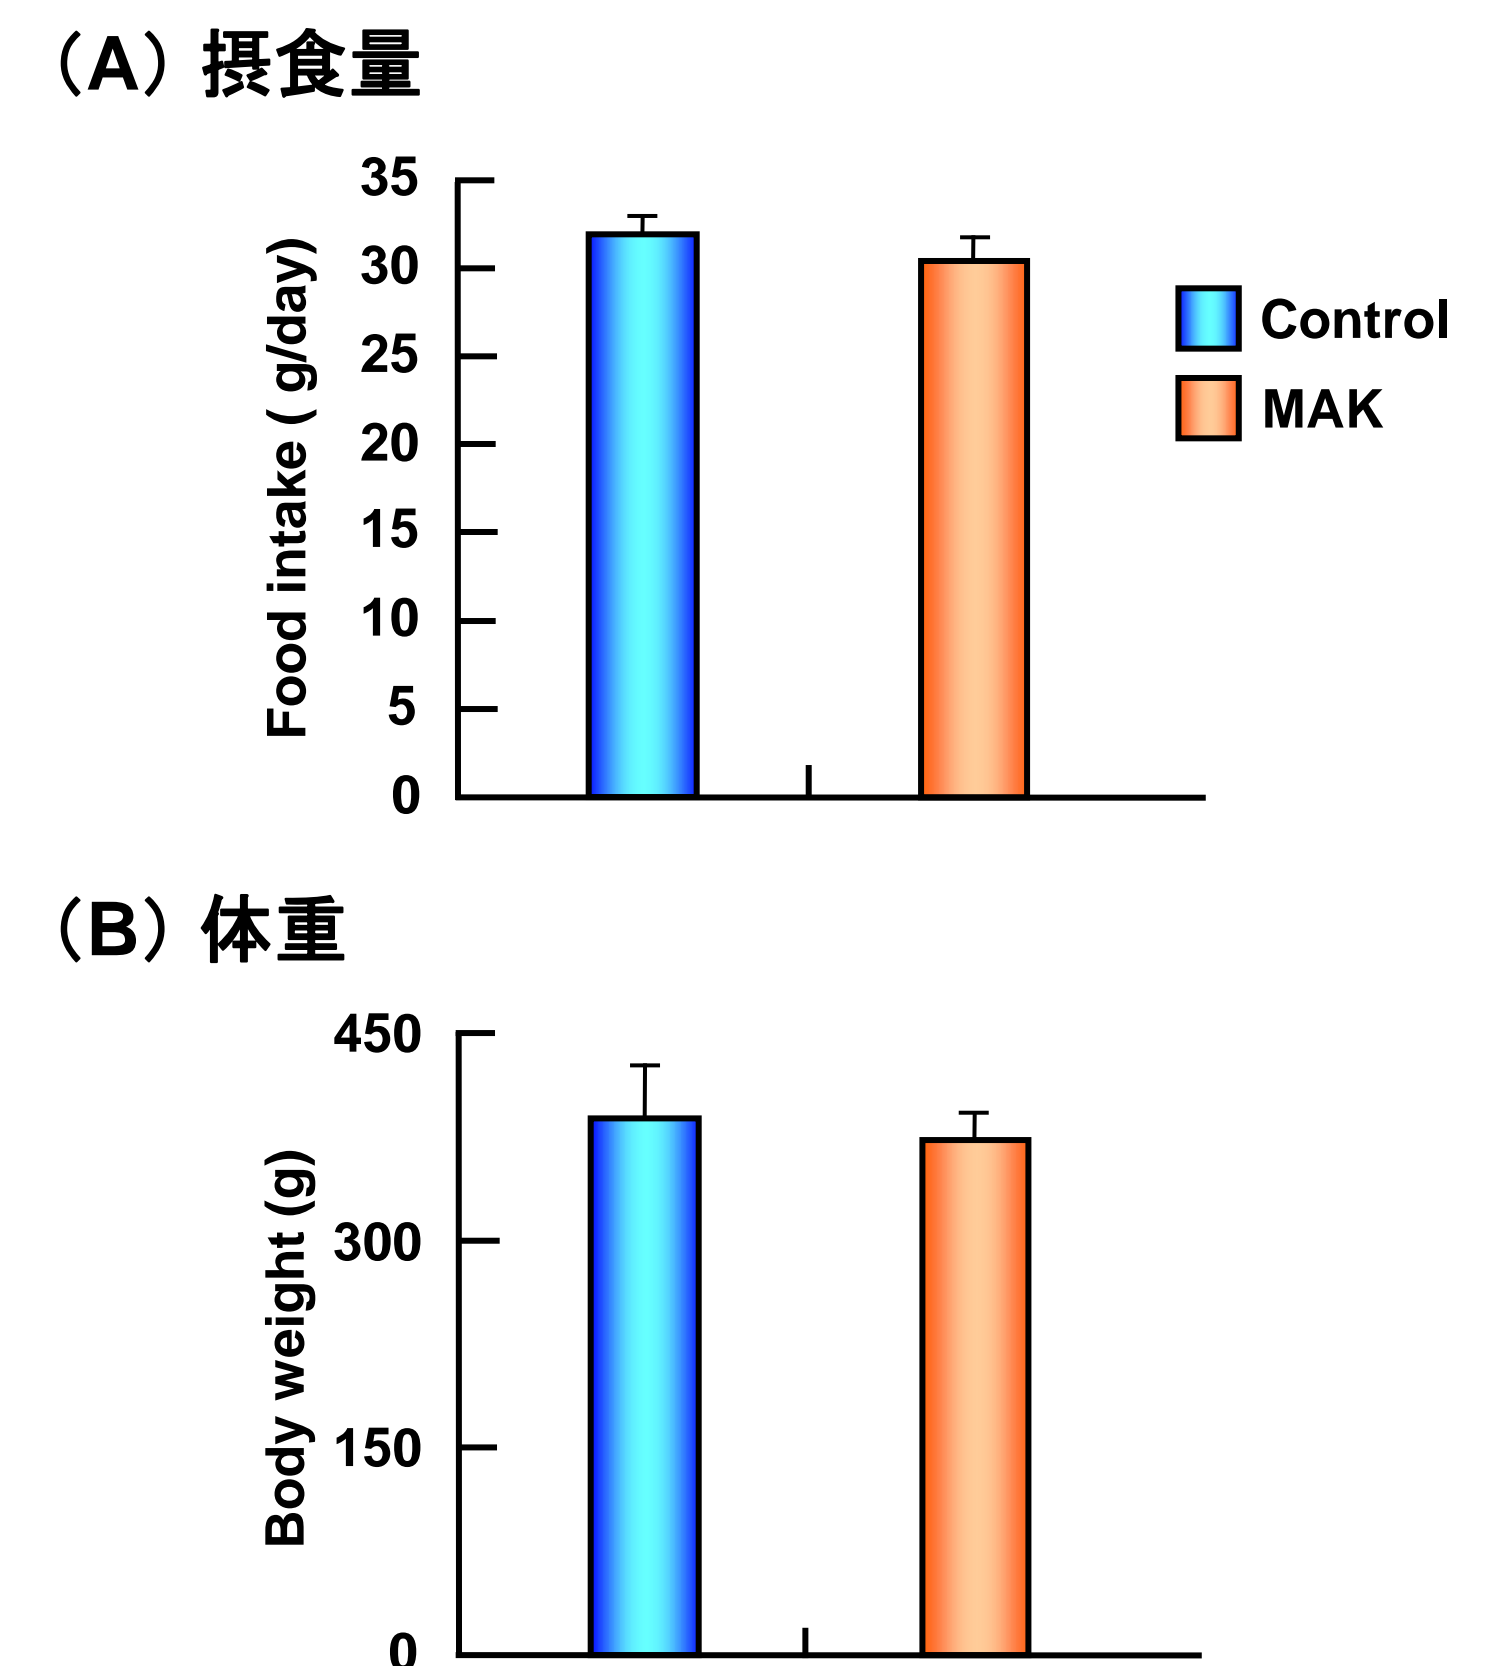 （A）摂食量
Food intake ( g/day)
35
30
25
20
15
10
5
0
Control
MAK
（B）体重
Body weight (g)
450
300
150
0